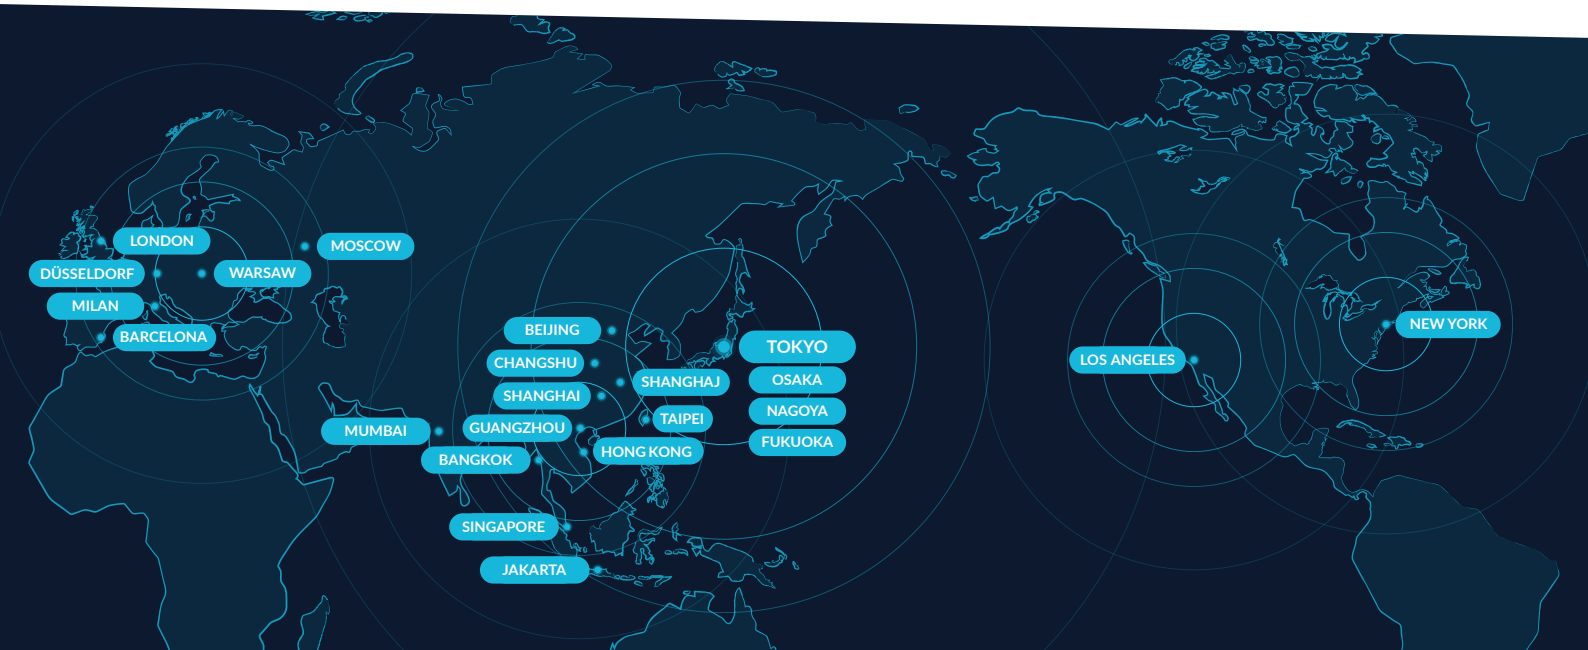 LONDON
MOSCOW
DÜSSELDORF
WARSAW
MILAN
BARCELONA
BEIJING
CHANGSHU
SHANGHAJ
SHANGHAI
TAIPEI
GUANGZHOU
MUMBAI
HONG KONG
BANGKOK
SINGAPORE
JAKARTA
TOKYO
OSAKA
NAGOYA
FUKUOKA
LOS ANGELES
NEW YORK